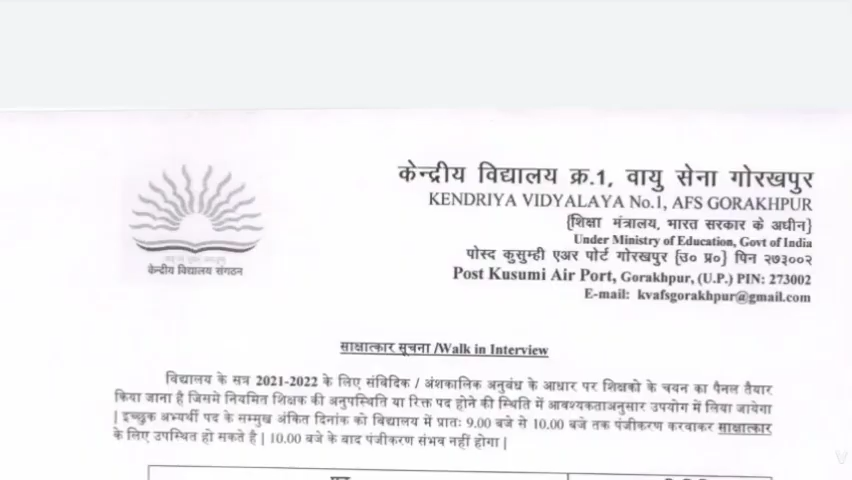 केन्द्रीय विद्यालय क्र.1, वायु सेना गोरखपुर
KENDRIYA VIDYALAYA No.1, AFS GORAKHPUR
(शिक्षा मंत्रालय, भारत सरकार के अधीन)
Under Ministry of Education, Govt of India
पोस्द कुसुम्ही एअर पोर्ट गोरखपुर (उ० प्र०) पिन २७३००२
Post Kusumi Air Port, Gorakhpur, (U.P.) PIN: 273002
E-mail: kvafsgorakhpur@gmail.com
केन्द्रीय विद्यालय संगठन
साक्षात्कार सूचना /Walk in Interview
विद्यालय के सत्र 2021-2022 के लिए संविदिक / अंशकालिक अनुबंध के आधार पर शिक्षको के चयन का पैनल तैयार
किया जाना है जिसमे नियमित शिक्षक की अनुपस्थिति या रिक्त पद होने की स्थिति में आवश्यकताअनुसार उपयोग में लिया जायेगा
| इच्छुक अभ्यर्थी पद के सम्मुख अंकित दिनांक को विद्यालय में प्रातः 9.00 बजे से 10.00 बजे तक पंजीकरण करवाकर साक्षात्कार
के लिए उपस्थित हो सकते है | 10.00 बजे के बाद पंजीकरण संभव नहीं होगा |